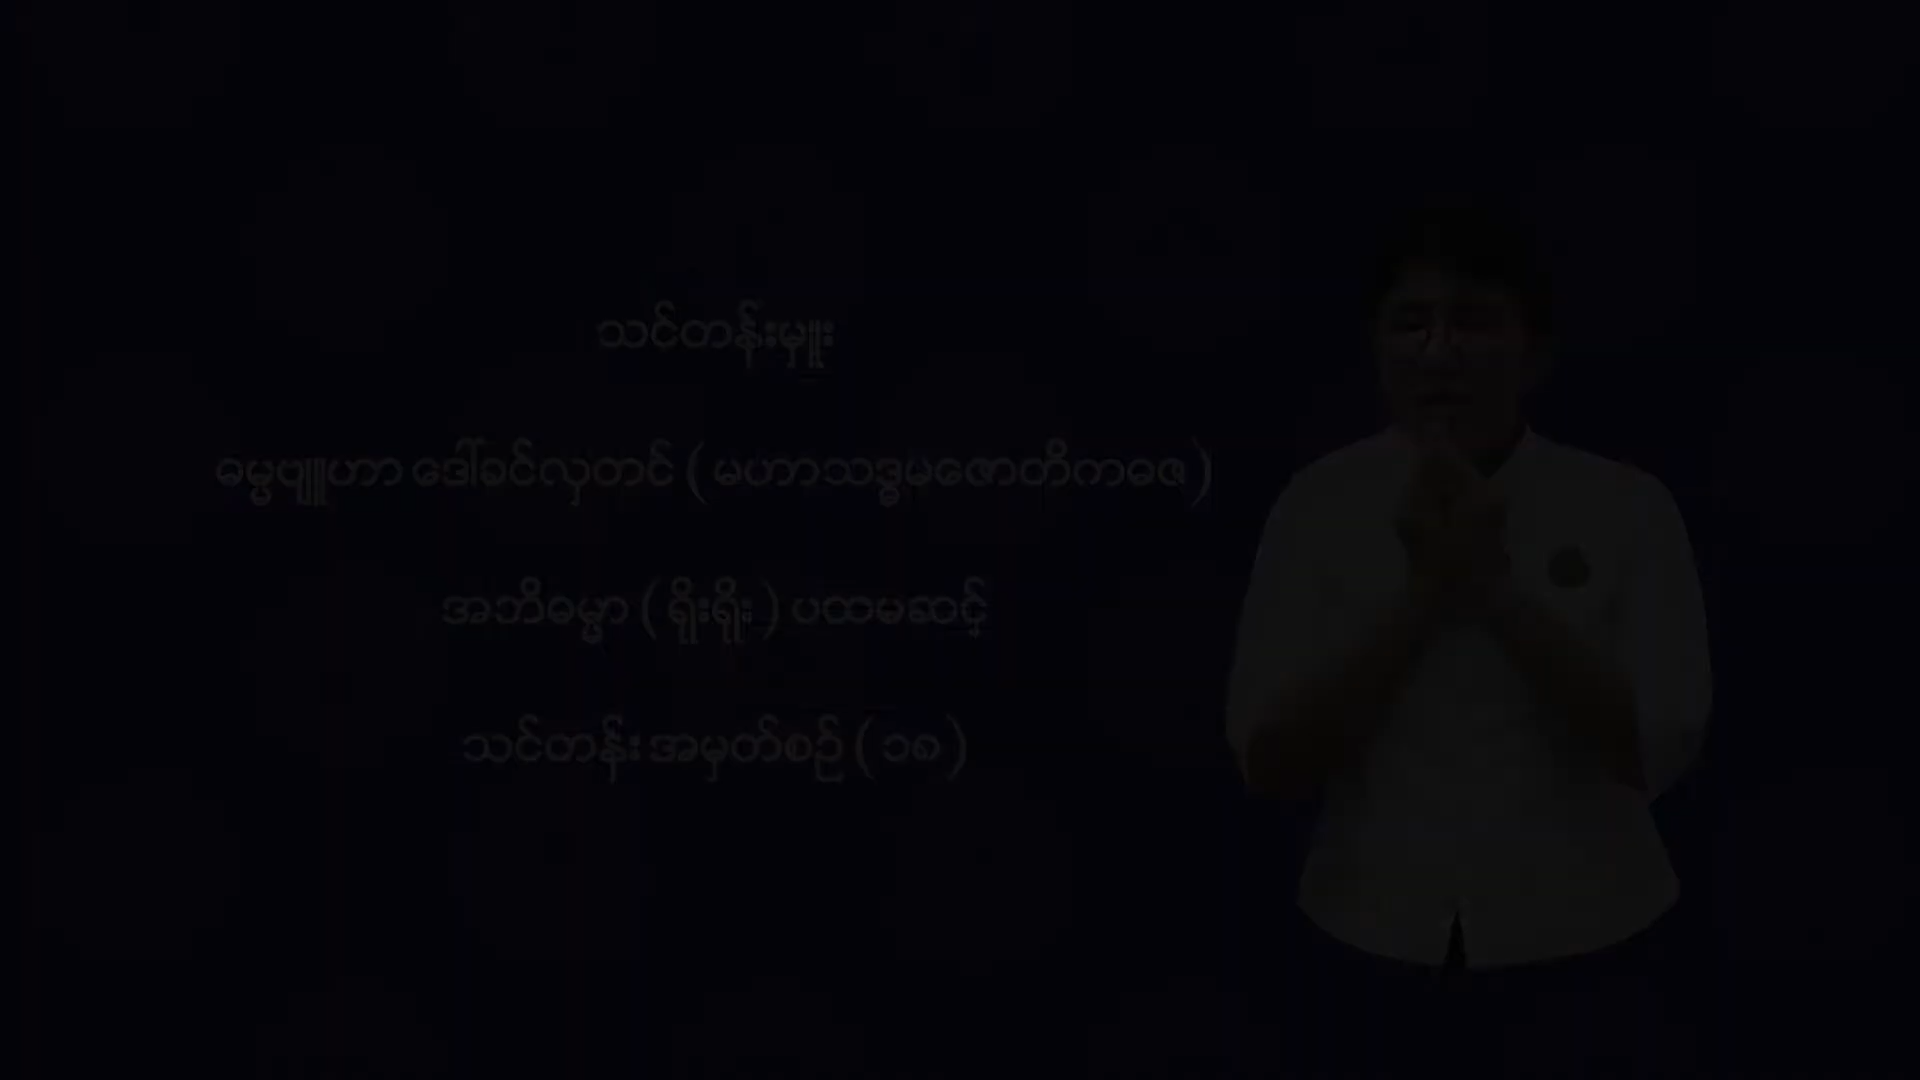 သင်တန်းမှူး
ဓမ္မဗျူဟာ ဒေါ်ခင်လှတင် ( မဟာသဒ္ဓမ္မဇောတိကဓဇ )
အဘိဓမ္မာ ( ရိုးရိုး ) ပထမဆင့်
သင်တန်း အမှတ်စဉ် ( ၁၈ )